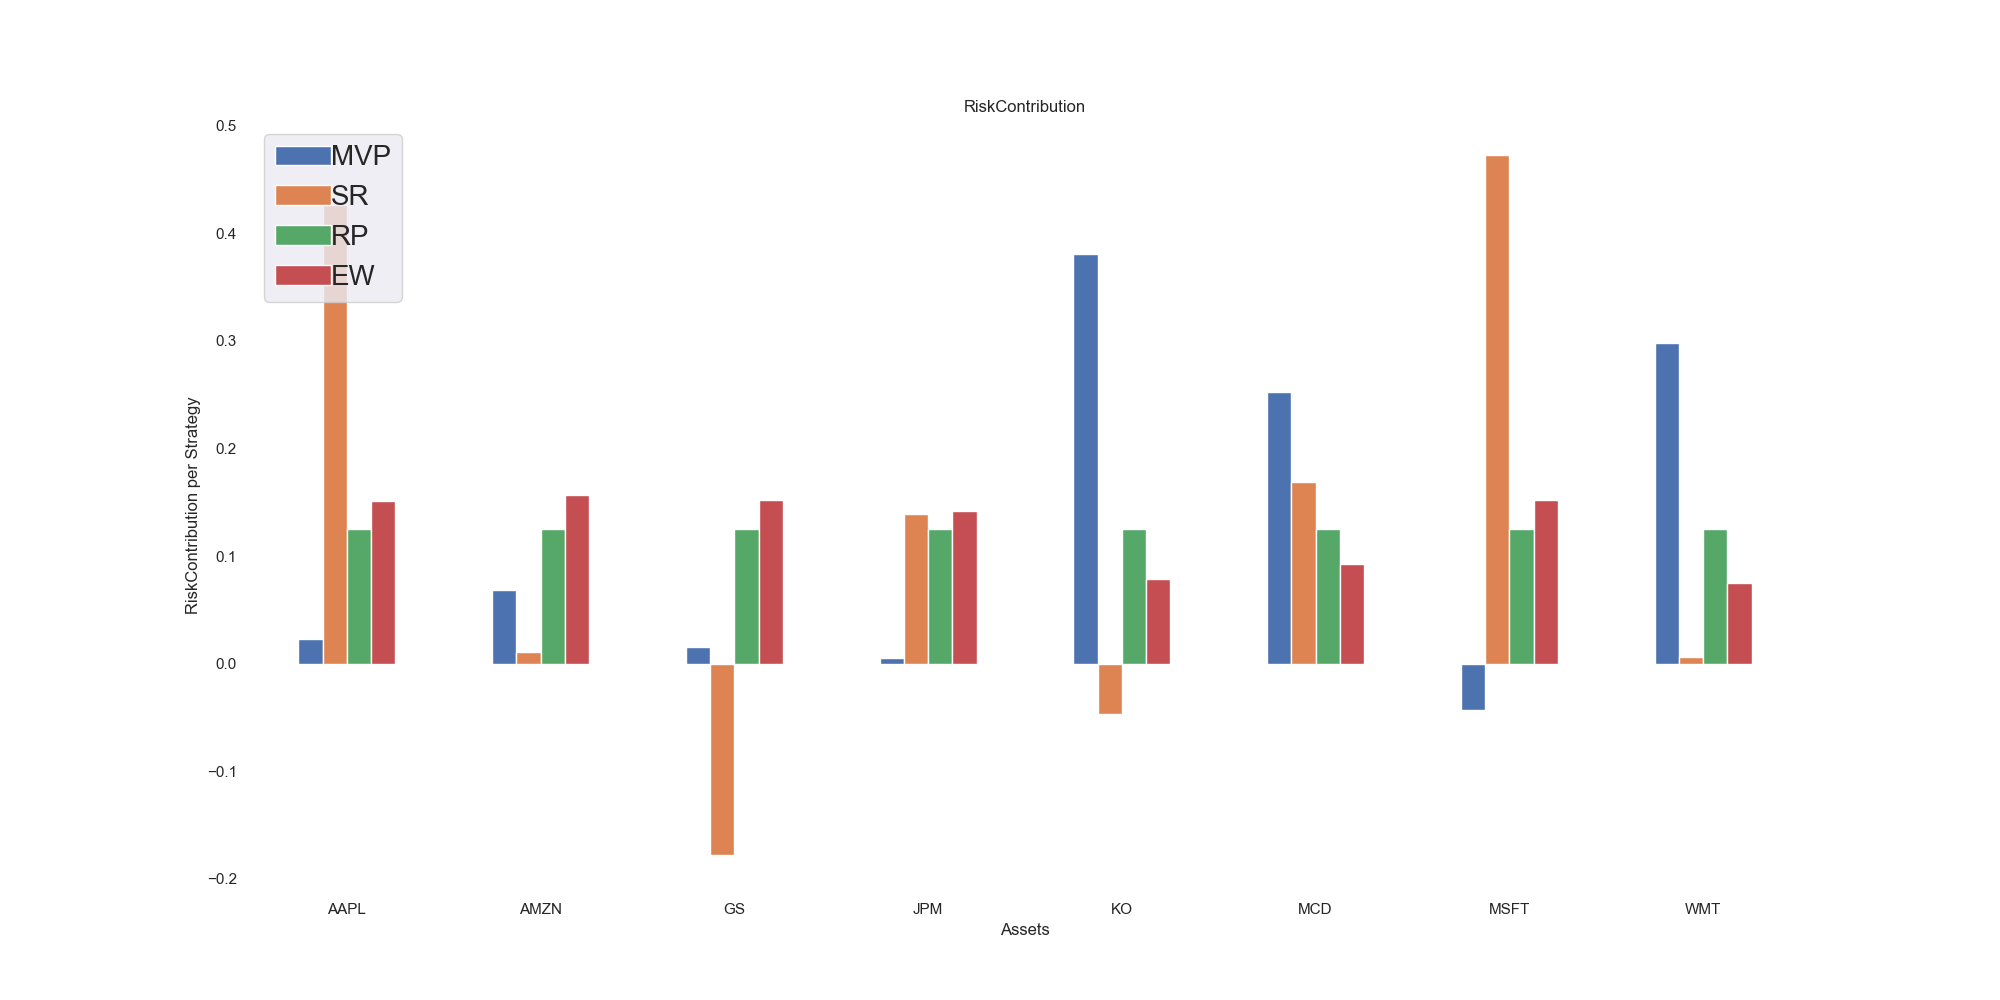 RiskContribution
0.5
0.4
0.3
0.2
0.1
0.0
−0.1
−0.2
RiskContribution per Strategy
MVP
SR
RP
EW
AAPL AMZN GS JPM KO MCD MSFT WMT
Assets